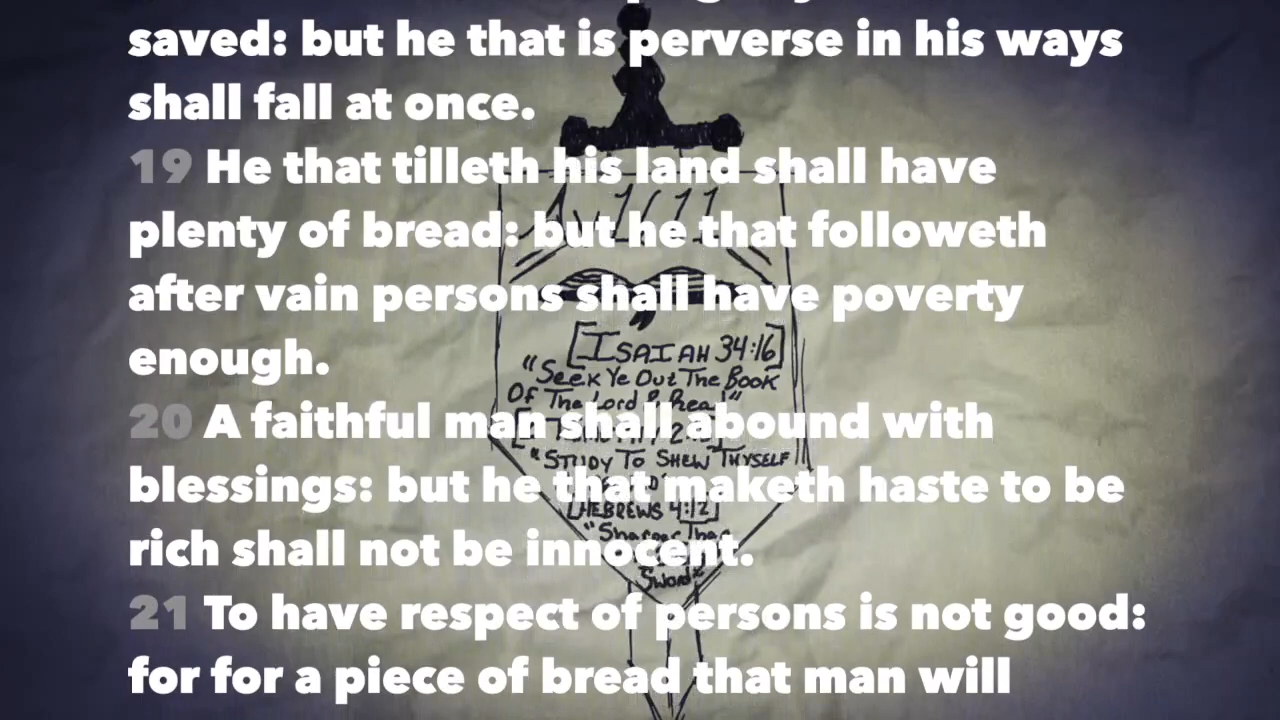 saved: but he that is perverse in his ways
shall fall at once.
19 He that tilleth his land shall have
plenty of bread: but he that followeth
after vain persons shall have poverty
enough.
20 A faithful man shall abound with
blessings: but he that maketh haste to be
rich shall not be innocent.
21 To have respect of persons is not good:
for for a piece of bread that man will
[ISAIAH 34:16]
"Seek Ye Out The Book
Of The Lord & Read"
"STUDY TO SHEW THYSELF
[HEBREWS 4:12]
"Sharper Than
Sword"